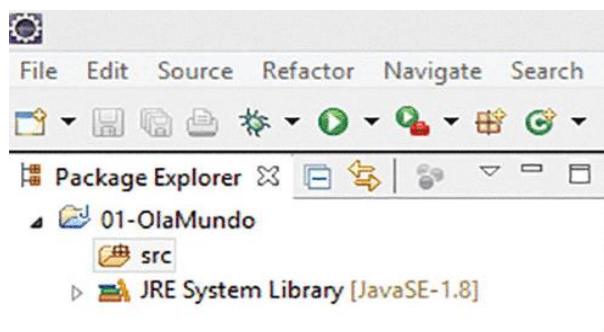 File Edit Source Refactor Navigate Search
Package Explorer
01-OlaMundo
src
JRE System Library [JavaSE-1.8]